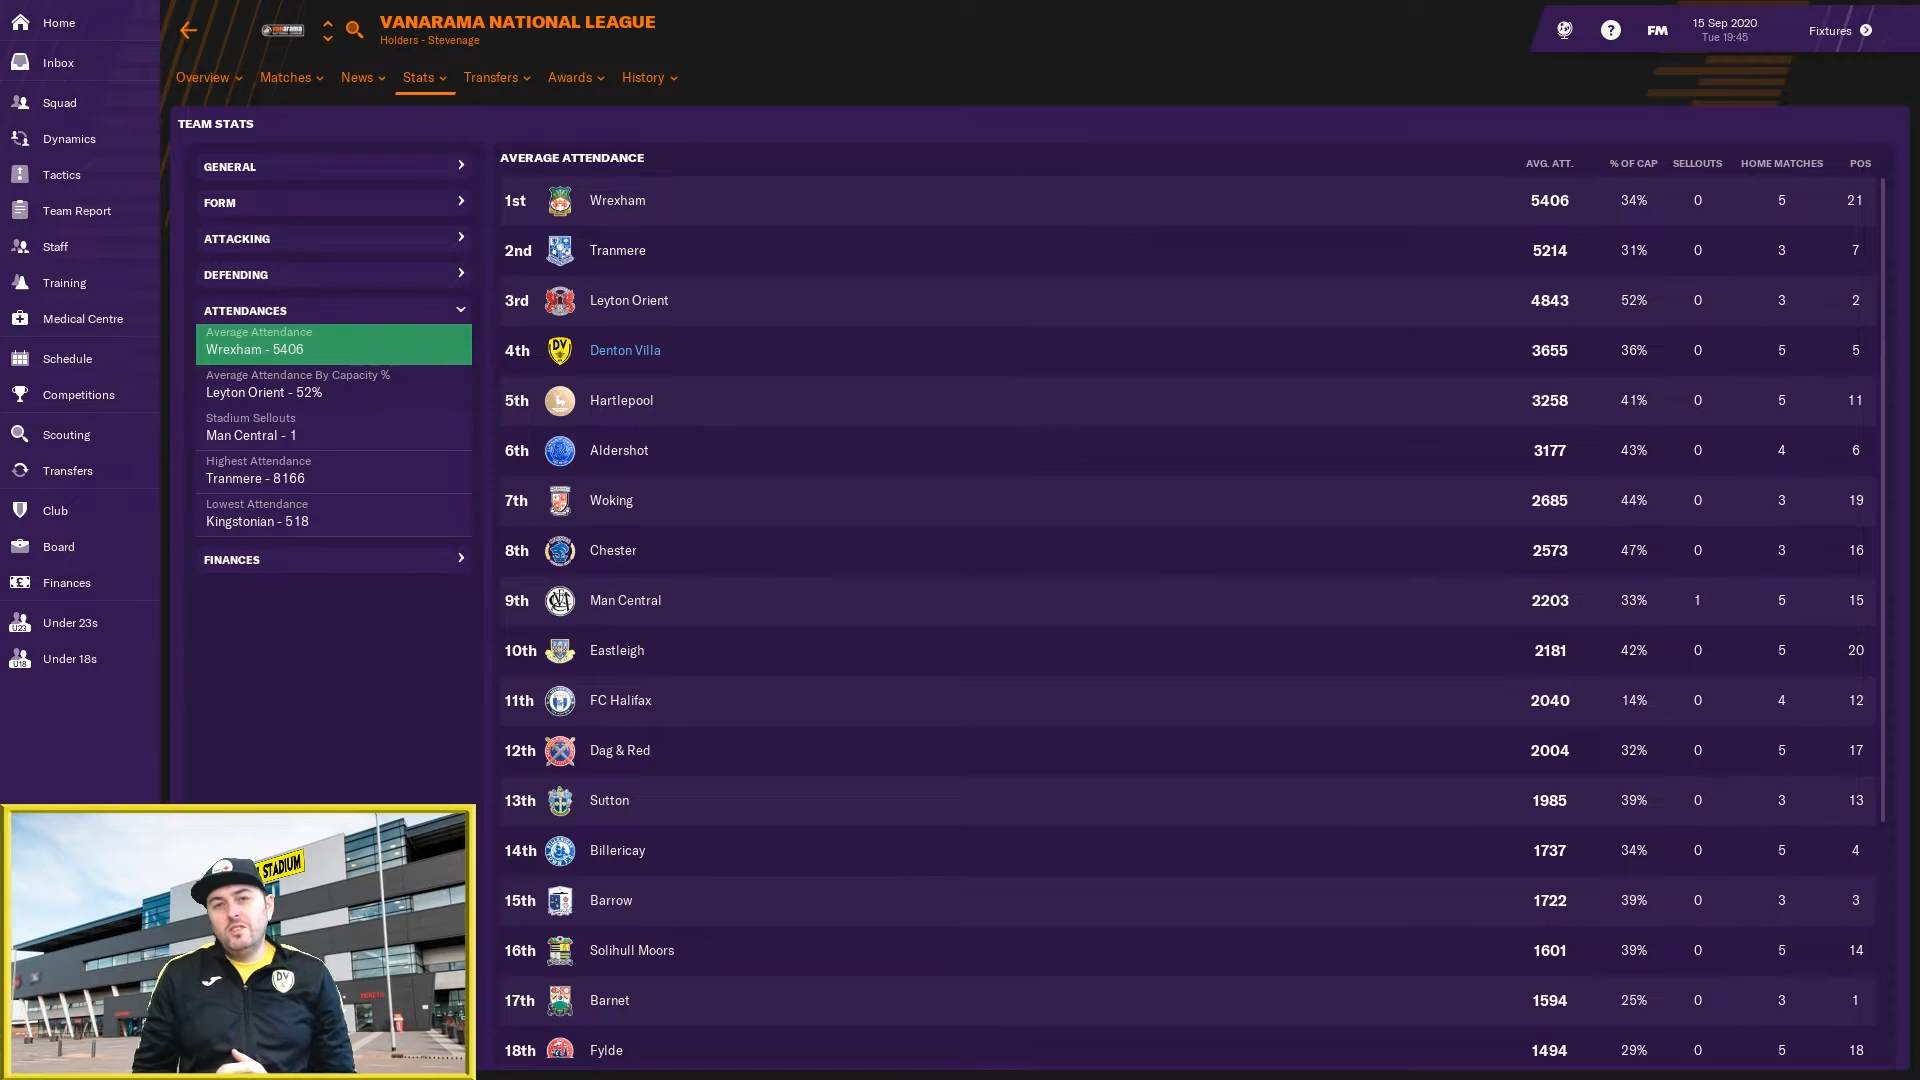 Home
Inbox
Squad
Dynamics
Tactics
Team Report
Staff
Training
Medical Centre
Schedule
Competitions
Scouting
Transfers
Club
Board
Finances
U23
Under 23s
U18
Under 18s
vanarama
VANARAMA NATIONAL LEAGUE
Holders - Stevenage
Overview Matches News Stats Transfers Awards History
? FM
15 Sep 2020
Tue 19:45
Fixtures
TEAM STATS
GENERAL
FORM
ATTACKING
DEFENDING
ATTENDANCES
Average Attendance
Wrexham - 5406
Average Attendance By Capacity %
Leyton Orient - 52%
Stadium Sellouts
Man Central - 1
Highest Attendance
Tranmere - 8166
Lowest Attendance
Kingstonian - 518
FINANCES
AVERAGE ATTENDANCE AVG. ATT. % OF CAP SELLOUTS HOME MATCHES POS
1st Wrexham 5406 34% 0 5 21
2nd Tranmere 5214 31% 0 3 7
3rd Leyton Orient 4843 52% 0 3 2
4th DV Denton Villa 3655 36% 0 5 5
5th Hartlepool 3258 41% 0 5 11
6th Aldershot 3177 43% 0 4 6
7th Woking 2685 44% 0 3 19
8th Chester 2573 47% 0 3 16
9th Man Central 2203 33% 1 5 15
10th Eastleigh 2181 42% 0 5 20
11th FC Halifax 2040 14% 0 4 12
12th Dag & Red 2004 32% 0 5 17
13th Sutton 1985 39% 0 3 13
14th Billericay 1737 34% 0 5 4
15th Barrow 1722 39% 0 3 3
16th Solihull Moors 1601 39% 0 5 14
17th Barnet 1594 25% 0 3 1
18th Fylde 1494 29% 0 5 18
STADIUM
DV
TICKETS